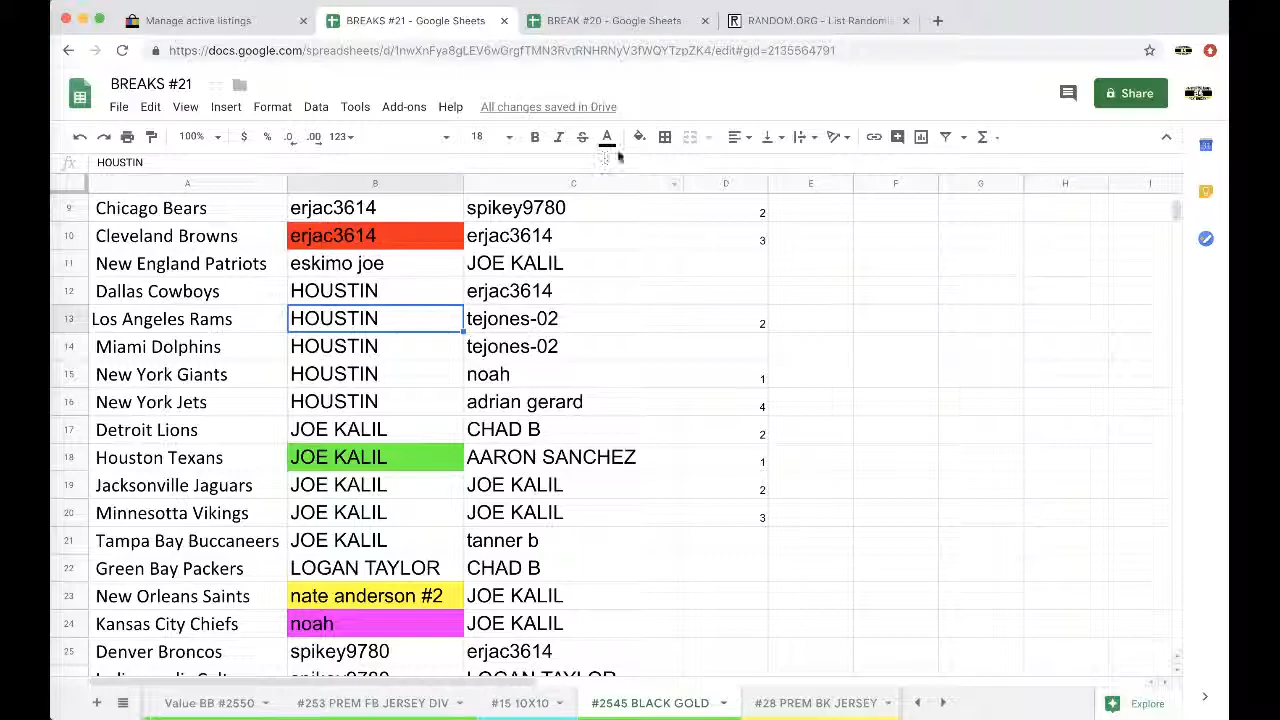 Manage active listings
BREAKS #21 - Google Sheets
BREAK #20 - Google Sheets
RANDOM.ORG - List Randomi
https://docs.google.com/spreadsheets/d/1nwXnFya8gLEV6wGrgfTMN3RvtRNHRNyV3fWQYTzpZK4/edit#gid=2135564791
BREAKS #21
File Edit View Insert Format Data Tools Add-ons Help All changes saved in Drive
Share
100% $ % .0 .00 123 18 B I S A
fx HOUSTIN
A B C D E F G H I
9 Chicago Bears erjac3614 spikey9780 2
10 Cleveland Browns erjac3614 erjac3614 3
11 New England Patriots eskimo joe JOE KALIL
12 Dallas Cowboys HOUSTIN erjac3614
13 Los Angeles Rams HOUSTIN tejones-02 2
14 Miami Dolphins HOUSTIN tejones-02
15 New York Giants HOUSTIN noah 1
16 New York Jets HOUSTIN adrian gerard 4
17 Detroit Lions JOE KALIL CHAD B 2
18 Houston Texans JOE KALIL AARON SANCHEZ 1
19 Jacksonville Jaguars JOE KALIL JOE KALIL 2
20 Minnesotta Vikings JOE KALIL JOE KALIL 3
21 Tampa Bay Buccaneers JOE KALIL tanner b
22 Green Bay Packers LOGAN TAYLOR CHAD B
23 New Orleans Saints nate anderson #2 JOE KALIL
24 Kansas City Chiefs noah JOE KALIL
25 Denver Broncos spikey9780 erjac3614
Value BB #2550 #253 PREM FB JERSEY DIV #15 10X10 #2545 BLACK GOLD #28 PREM BK JERSEY Explore